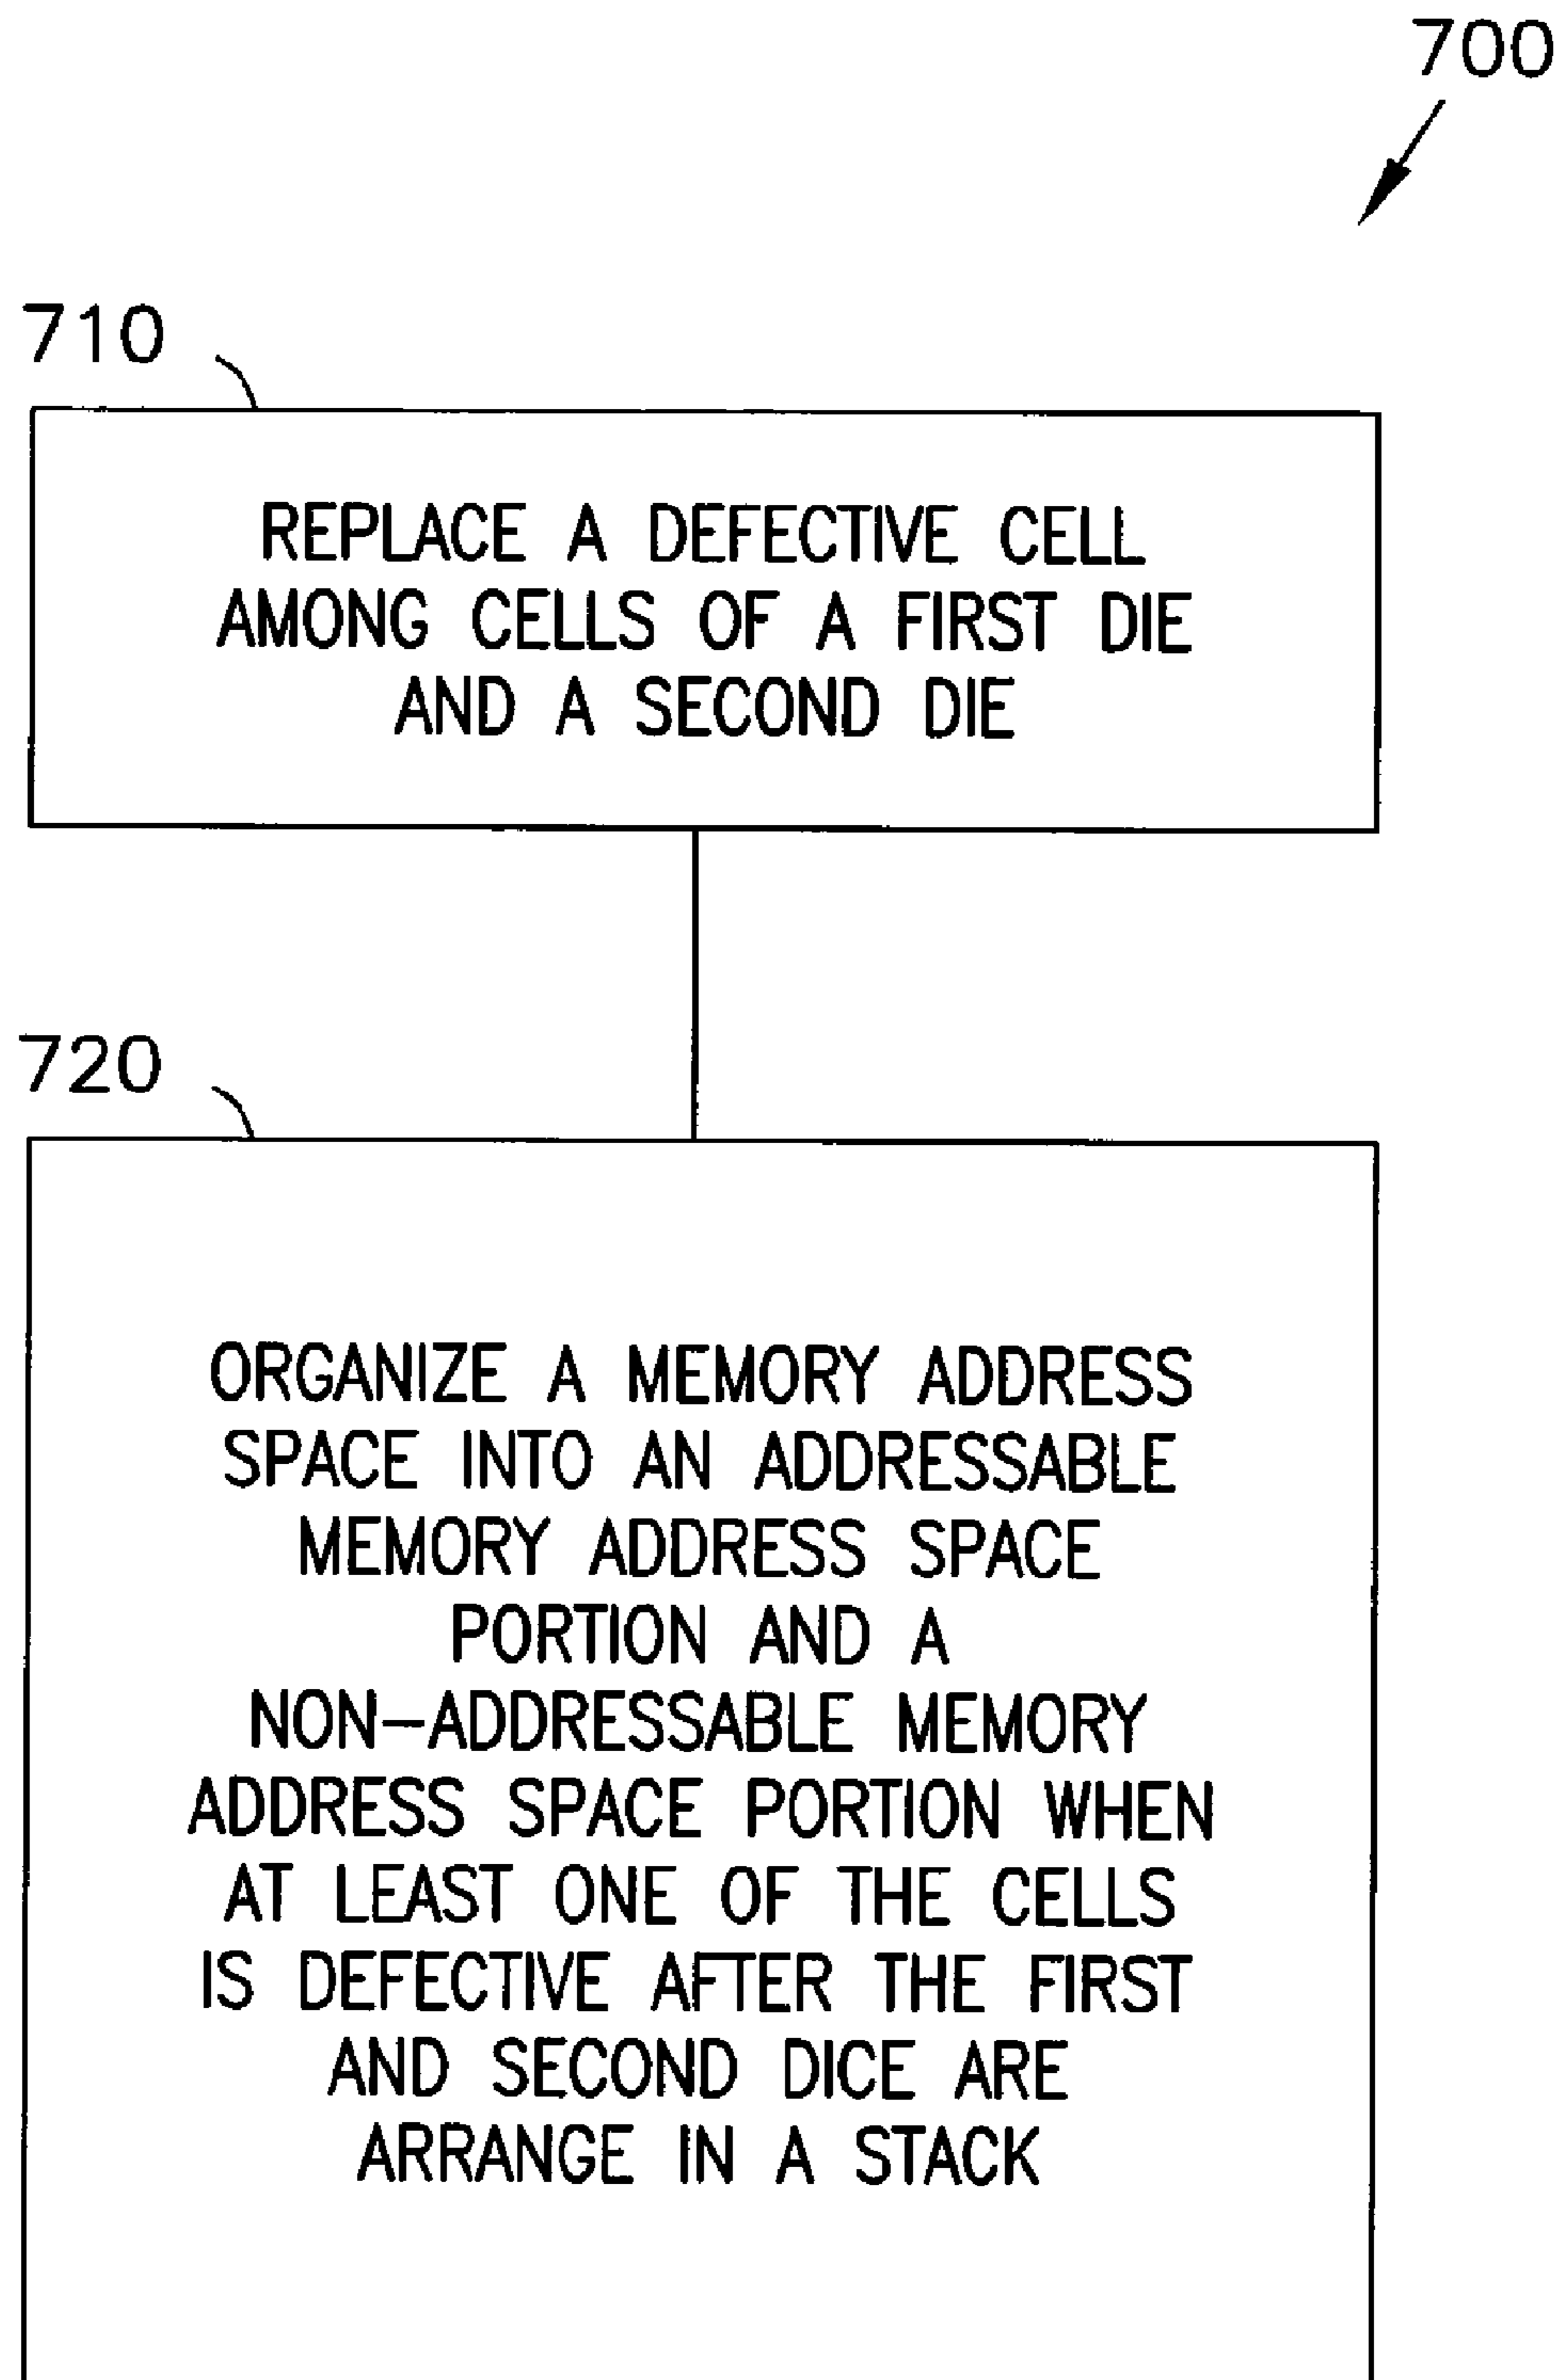 700
710
REPLACE A DEFECTIVE CELL
AMONG CELLS OF A FIRST DIE
AND A SECOND DIE
720
ORGANIZE A MEMORY ADDRESS
SPACE INTO AN ADDRESSABLE
MEMORY ADDRESS SPACE
PORTION AND A
NON-ADDRESSABLE MEMORY
ADDRESS SPACE PORTION WHEN
AT LEAST ONE OF THE CELLS
IS DEFECTIVE AFTER THE FIRST
AND SECOND DICE ARE
ARRANGE IN A STACK